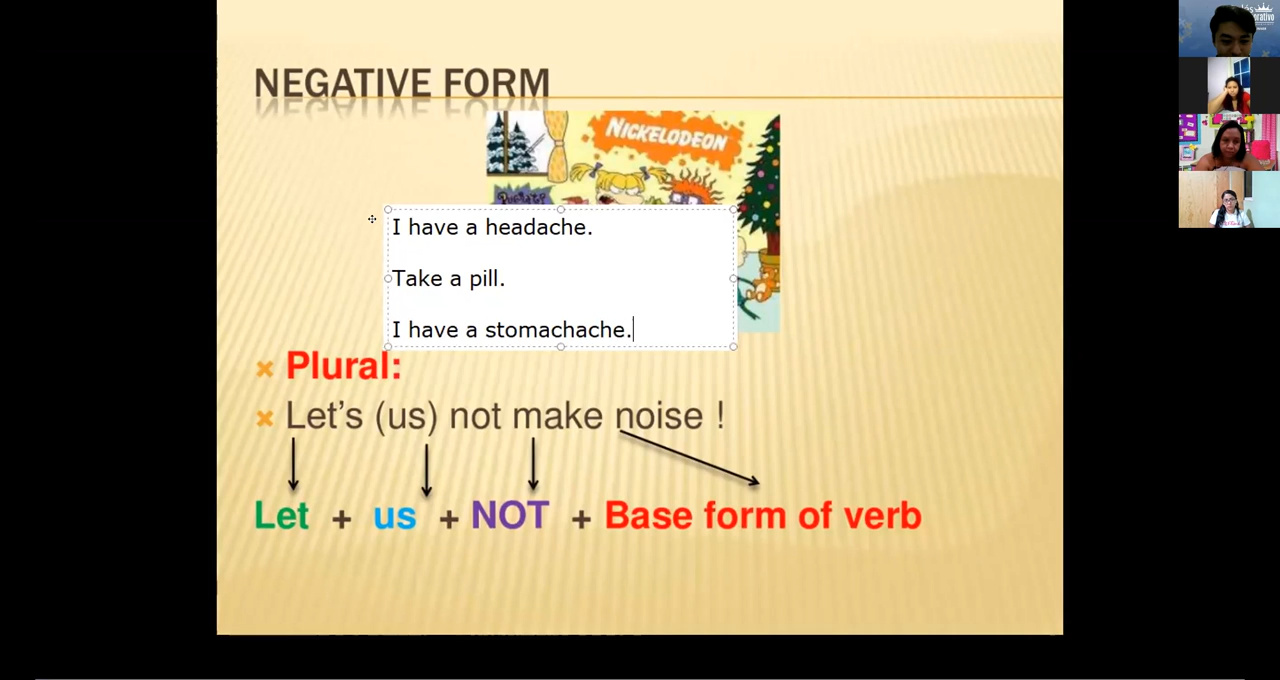 NEGATIVE FORM
NICKELODEON
I have a headache.
Take a pill.
I have a stomachache.
Plural:
Let's (us) not make noise !
Let + us + NOT + Base form of verb